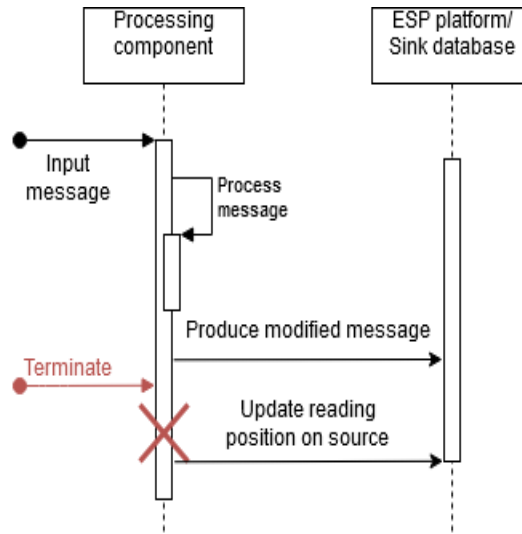 Processing
component
ESP platform/
Sink database
Input
message
Process
message
Produce modified message
Terminate
Update reading
position on source